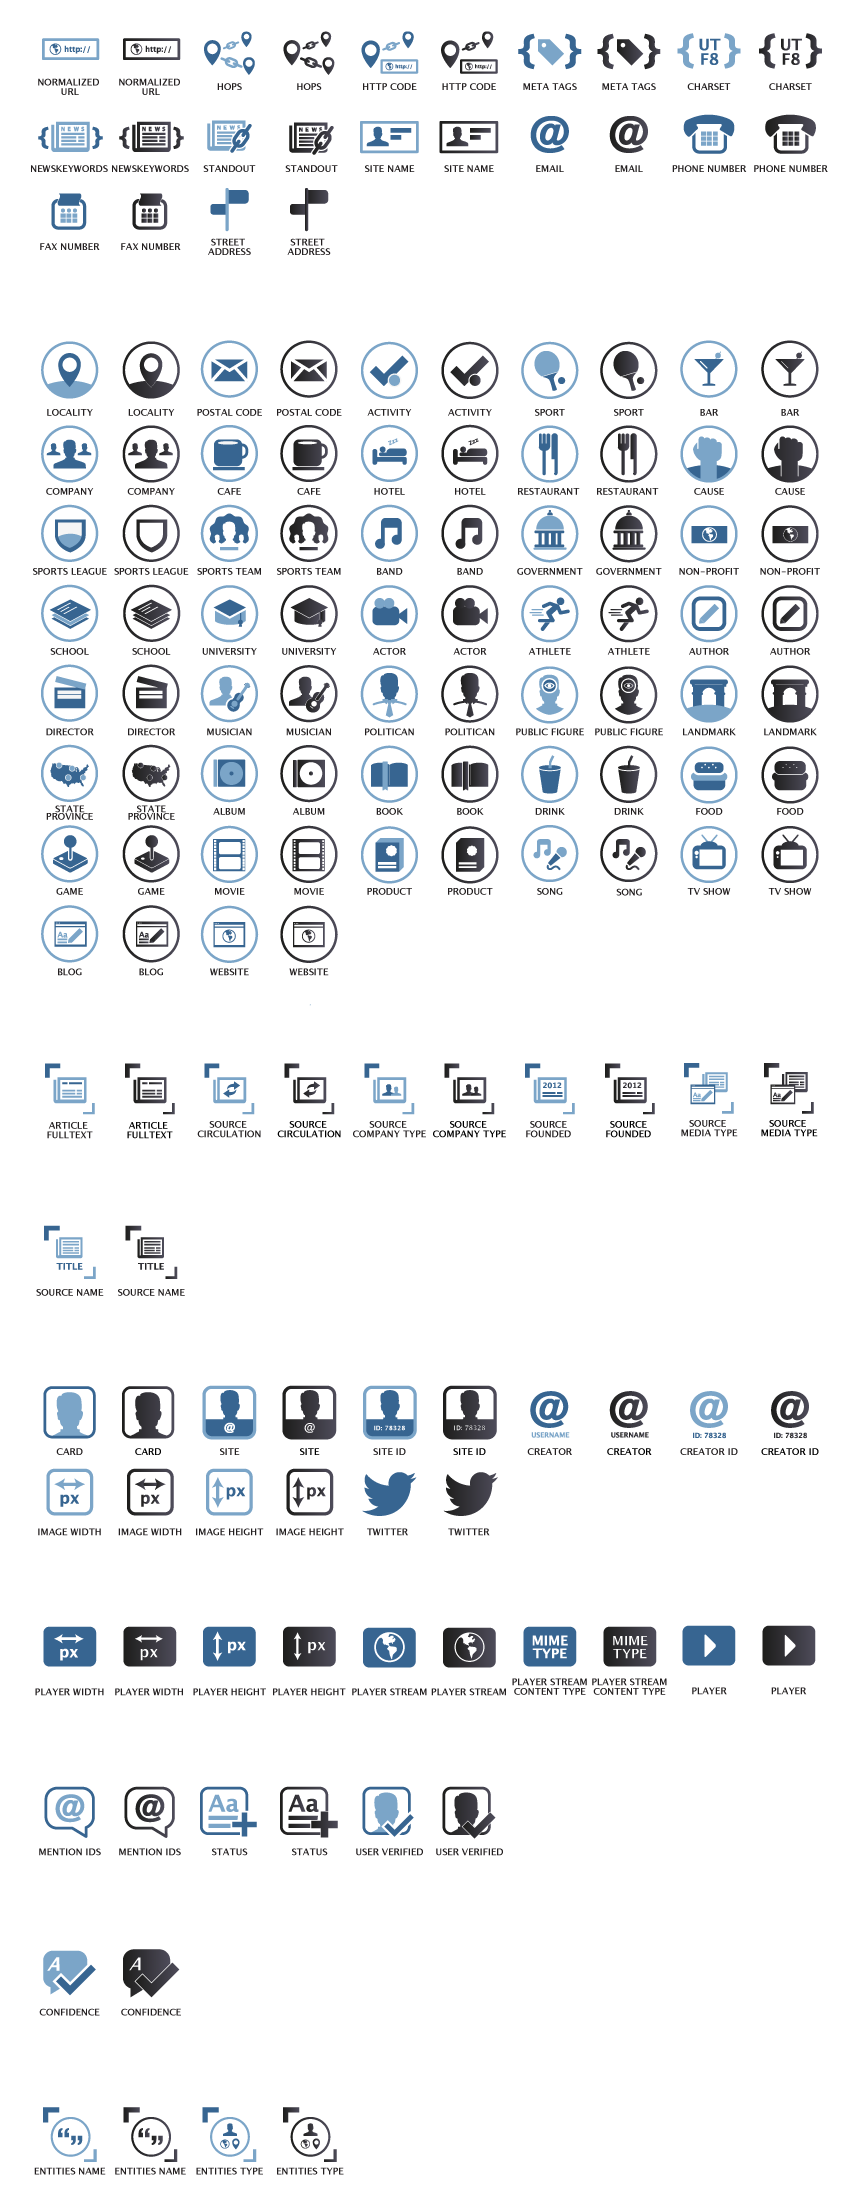 http:// http:// http:// http:// UT UT
F8 F8
NORMALIZED NORMALIZED HOPS HOPS HTTP CODE HTTP CODE META TAGS META TAGS CHARSET CHARSET
URL URL
NEWS NEWS NEWS NEWS @ @
NEWSKEYWORDS NEWSKEYWORDS STANDOUT STANDOUT SITE NAME SITE NAME EMAIL EMAIL PHONE NUMBER PHONE NUMBER
FAX NUMBER FAX NUMBER STREET STREET
ADDRESS ADDRESS
LOCALITY LOCALITY POSTAL CODE POSTAL CODE ACTIVITY ACTIVITY SPORT SPORT BAR BAR
Zzz Zzz
COMPANY COMPANY CAFE CAFE HOTEL HOTEL RESTAURANT RESTAURANT CAUSE CAUSE
SPORTS LEAGUE SPORTS LEAGUE SPORTS TEAM SPORTS TEAM BAND BAND GOVERNMENT GOVERNMENT NON-PROFIT NON-PROFIT
SCHOOL SCHOOL UNIVERSITY UNIVERSITY ACTOR ACTOR ATHLETE ATHLETE AUTHOR AUTHOR
DIRECTOR DIRECTOR MUSICIAN MUSICIAN POLITICAN POLITICAN PUBLIC FIGURE PUBLIC FIGURE LANDMARK LANDMARK
STATE STATE ALBUM ALBUM BOOK BOOK DRINK DRINK FOOD FOOD
PROVINCE PROVINCE
GAME GAME MOVIE MOVIE PRODUCT PRODUCT SONG SONG TV SHOW TV SHOW
Aa Aa
BLOG BLOG WEBSITE WEBSITE
2012 2012 Aa Aa
ARTICLE ARTICLE SOURCE SOURCE SOURCE SOURCE SOURCE SOURCE SOURCE SOURCE
FULLTEXT FULLTEXT CIRCULATION CIRCULATION COMPANY TYPE COMPANY TYPE FOUNDED FOUNDED MEDIA TYPE MEDIA TYPE
TITLE TITLE
SOURCE NAME SOURCE NAME
@ @ ID: 78328 ID: 78328 @ @ @ @
USERNAME USERNAME ID: 78328 ID: 78328
CARD CARD SITE SITE SITE ID SITE ID CREATOR CREATOR CREATOR ID CREATOR ID
px px px px
IMAGE WIDTH IMAGE WIDTH IMAGE HEIGHT IMAGE HEIGHT TWITTER TWITTER
px px px px MIME MIME
TYPE TYPE
PLAYER WIDTH PLAYER WIDTH PLAYER HEIGHT PLAYER HEIGHT PLAYER STREAM PLAYER STREAM PLAYER STREAM PLAYER STREAM PLAYER PLAYER
CONTENT TYPE CONTENT TYPE
@ @ Aa Aa
MENTION IDS MENTION IDS STATUS STATUS USER VERIFIED USER VERIFIED
A A
CONFIDENCE CONFIDENCE
“„ “„
ENTITIES NAME ENTITIES NAME ENTITIES TYPE ENTITIES TYPE